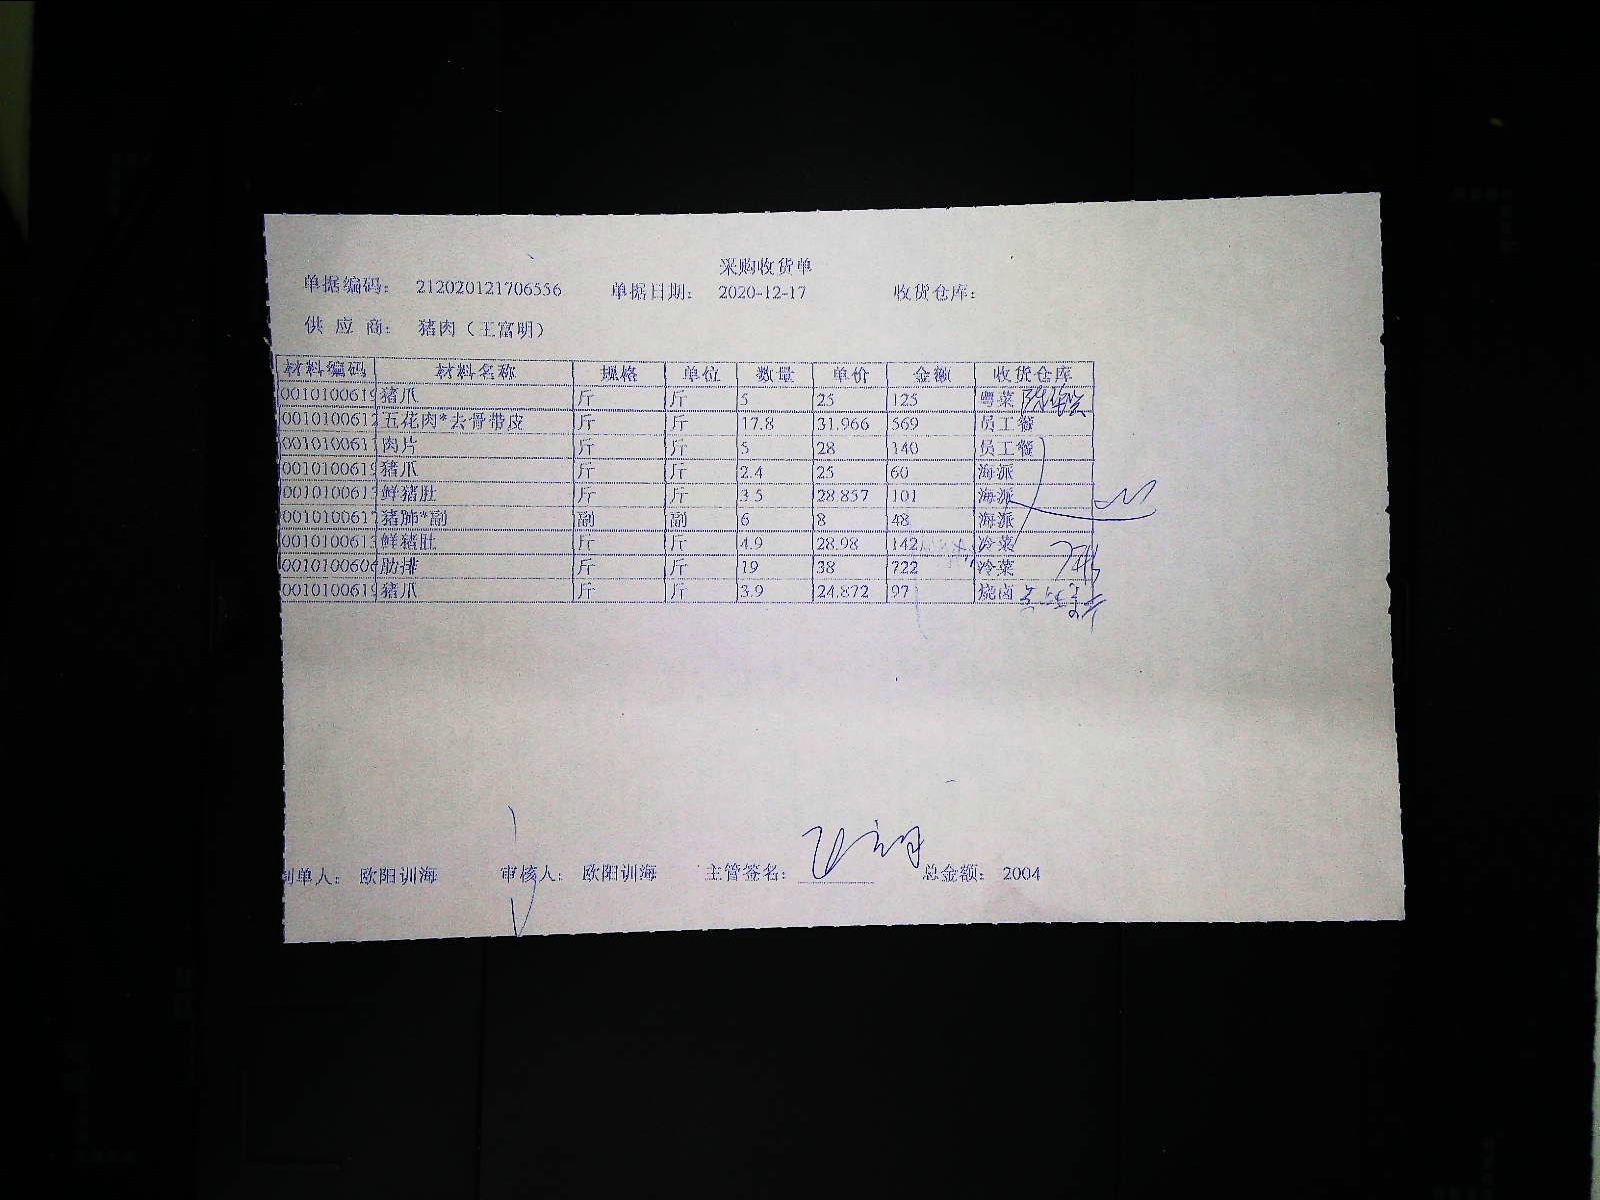 采购收货单
单据编码： 212020121706556 单据日期： 2020-12-17 收货仓库：
供 应 商： 猪肉（王富明）
材料编码 材料名称 规格 单位 数量 单价 金额 收货仓库
0010100619 猪爪 斤 斤 5 25 125 粤菜
0010100612 五花肉*去骨带皮 斤 斤 17.8 31.966 569 员工餐
001010061 肉片 斤 斤 5 28 140 员工餐
0010100619 猪爪 斤 斤 2.4 25 60 海派
001010061 鲜猪肚 斤 斤 3.5 28.857 101 海派
001010061 猪肺*副 副 副 6 8 48 海派
001010061 鲜猪肚 斤 斤 4.9 28.98 142 冷菜
001010060 肋排 斤 斤 19 38 722 冷菜
0010100619 猪爪 斤 斤 3.9 24.872 97 烧卤
制单人： 欧阳训海 审核人： 欧阳训海 主管签名： 总金额： 2004